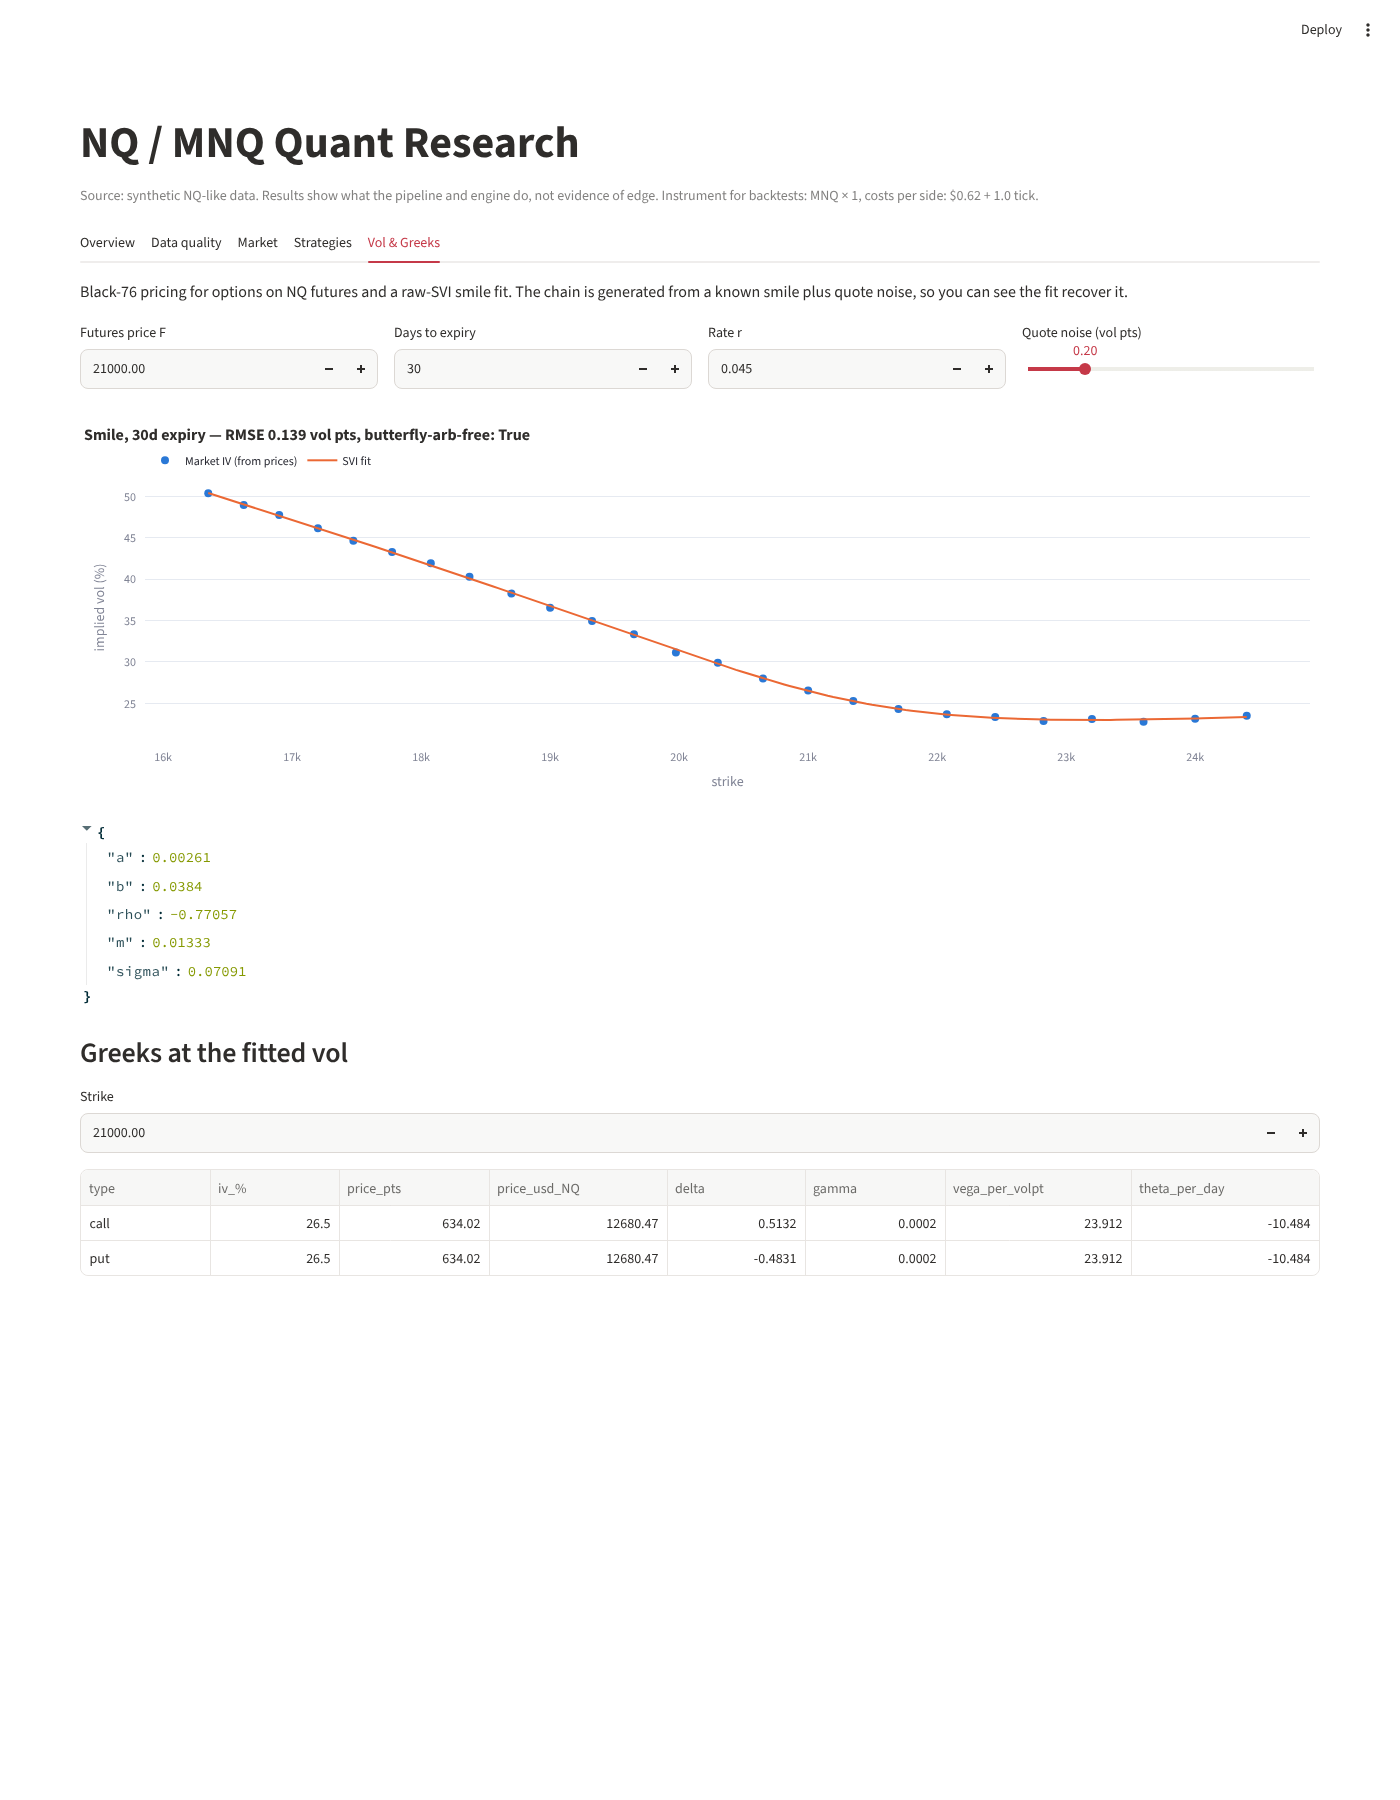 Deploy
NQ / MNQ Quant Research
Source: synthetic NQ-like data. Results show what the pipeline and engine do, not evidence of edge. Instrument for backtests: MNQ × 1, costs per side: $0.62 + 1.0 tick.
Overview Data quality Market Strategies Vol & Greeks
Black-76 pricing for options on NQ futures and a raw-SVI smile fit. The chain is generated from a known smile plus quote noise, so you can see the fit recover it.
Futures price F Days to expiry Rate r Quote noise (vol pts)
0.20
21000.00 − + 30 − + 0.045 − +
Smile, 30d expiry — RMSE 0.139 vol pts, butterfly-arb-free: True
Market IV (from prices) SVI fit
50
45
40
35
30
25
implied vol (%)
16k 17k 18k 19k 20k 21k 22k 23k 24k
strike
{
"a" : 0.00261
"b" : 0.0384
"rho" : -0.77057
"m" : 0.01333
"sigma" : 0.07091
}
Greeks at the fitted vol
Strike
21000.00 − +
type iv_% price_pts price_usd_NQ delta gamma vega_per_volpt theta_per_day
call 26.5 634.02 12680.47 0.5132 0.0002 23.912 -10.484
put 26.5 634.02 12680.47 -0.4831 0.0002 23.912 -10.484